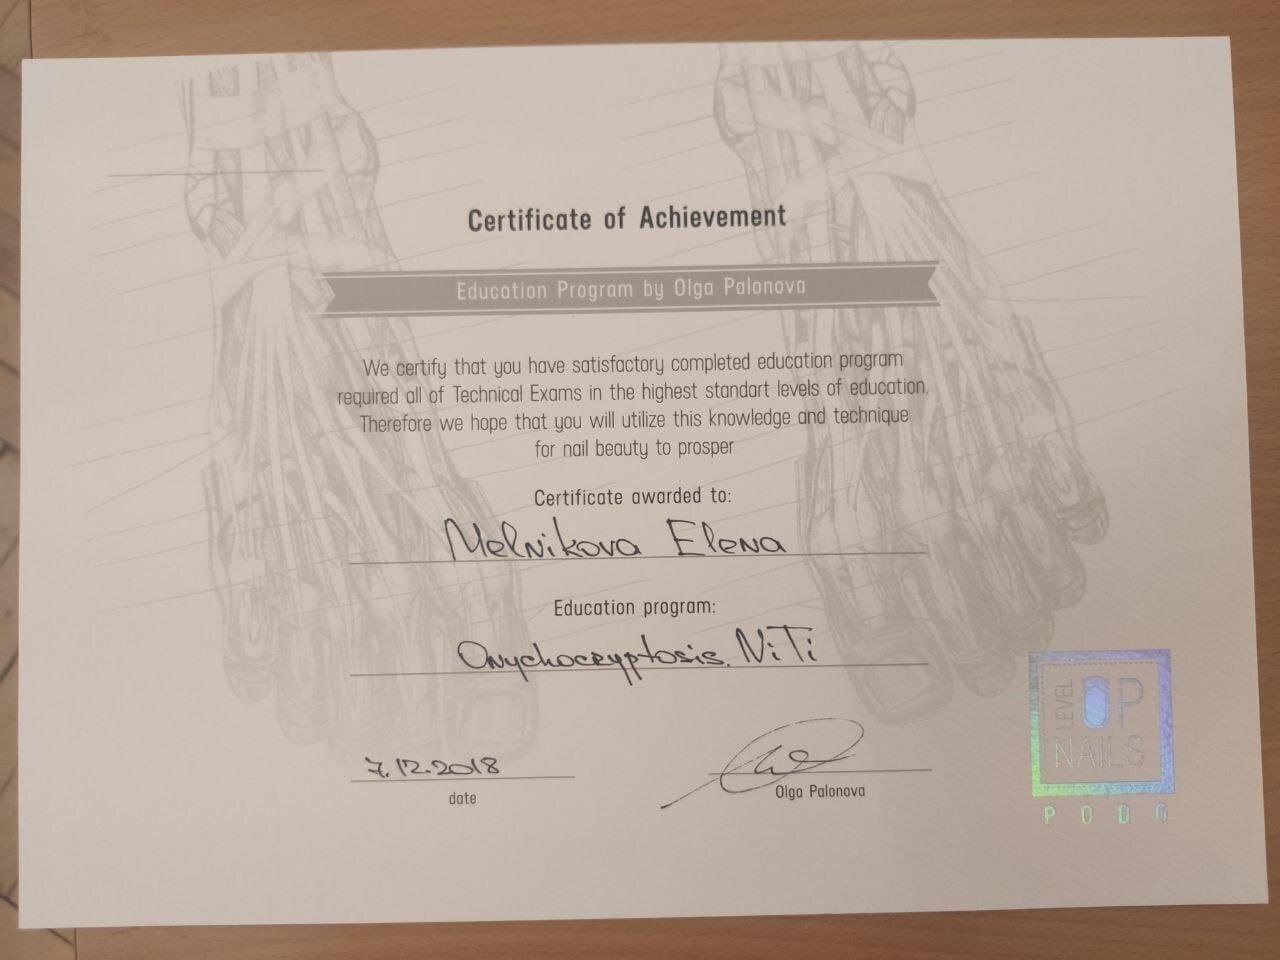 Certificate of Achievement
Education Program by Olga Palonova
We certify that you have satisfactory completed education program
required all of Technical Exams in the highest standart levels of education.
Therefore we hope that you will utilize this knowledge and technique
for nail beauty to prosper
Certificate awarded to:
Melnikova Elena
Education program:
Onychocryptosis. NiTi
7.12.2018
date
Olga Palonova
LEVEL
OP
NAILS
PODO